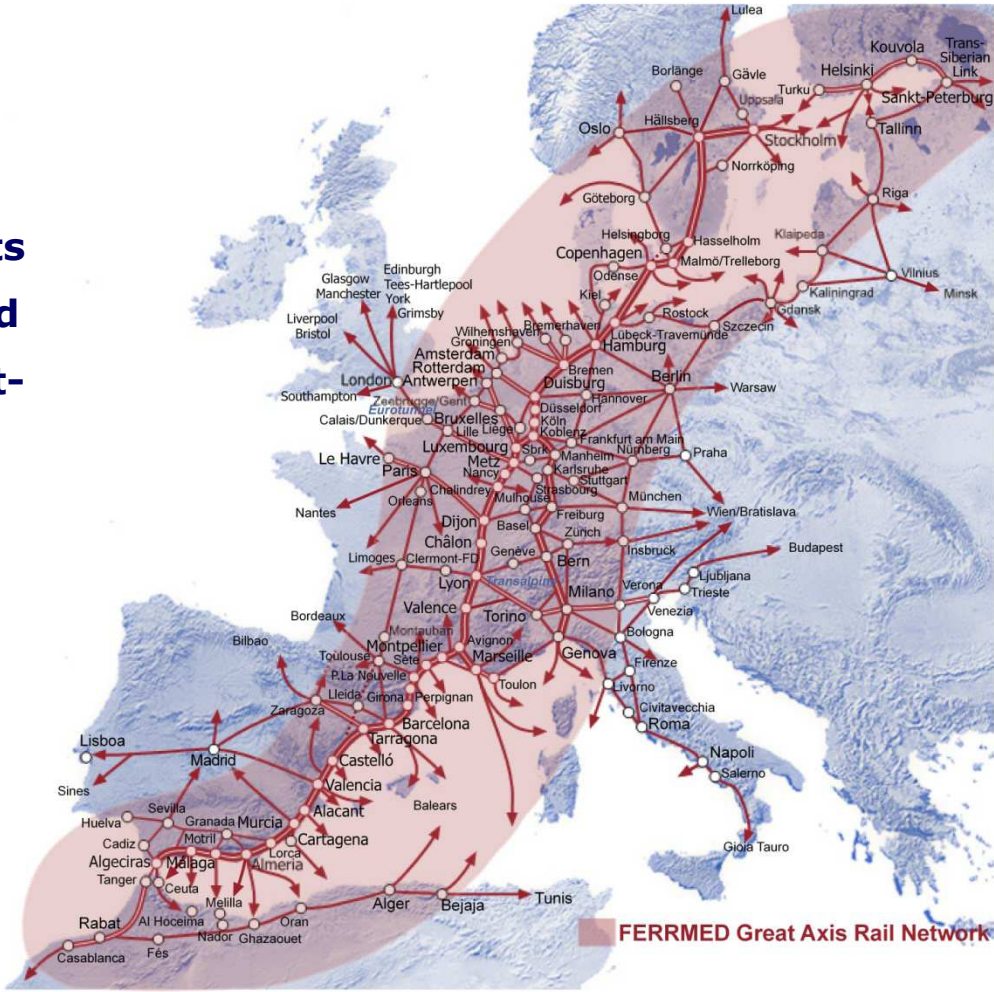 ts
d
t-
Lulea
Kouvola
Trans-
Siberian
Link
Helsinki
Borlänge
Gävle
Turku
Sankt-Peterburg
Uppsala
Hällsberg
Oslo
Stockholm
Tallinn
Norrköping
Göteborg
Riga
Helsingborg
Hasselholm
Klaipeda
Copenhagen
Malmö/Trelleborg
Odense
Vilnius
Kaliningrad
Minsk
Kiel
Gdansk
Glasgow
Manchester
Edinburgh
Tees-Hartlepool
York
Grimsby
Liverpool
Bristol
Rostock
Lübeck-Travemünde
Szczecin
Wilhemshaven
Bremerhaven
Groningen
Hamburg
Amsterdam
Rotterdam
Bremen
London
Antwerpen
Duisburg
Berlin
Warsaw
Southampton
Zeebrugge/Gent
Eurotunnel
Hannover
Düsseldorf
Calais/Dunkerque
Bruxelles
Köln
Lille
Liège
Koblenz
Luxembourg
Frankfurt am Main
Sbrk
Nürnberg
Praha
Le Havre
Metz
Manheim
Paris
Nancy
Karlsruhe
Stuttgart
Chalindrey
Strasbourg
Orleans
Mulhouse
München
Nantes
Wien/Bratislava
Dijon
Basel
Freiburg
Châlon
Zürich
Insbruck
Budapest
Limoges
Clermont-FD
Genève
Bern
Lyon
Transalpine
Verona
Ljubljana
Trieste
Valence
Torino
Milano
Venezia
Bordeaux
Montauban
Bologna
Bilbao
Montpellier
Avignon
Toulouse
Sète
Marseille
Genova
Firenze
P.La Nouvelle
Toulon
Livorno
Lleida
Girona
Perpignan
Zaragoza
Civitavecchia
Barcelona
Roma
Tarragona
Lisboa
Madrid
Castelló
Napoli
Salerno
Sines
Valencia
Balears
Sevilla
Alacant
Huelva
Granada
Murcia
Motril
Cartagena
Gioia Tauro
Cadiz
Lorca
Algeciras
Málaga
Almeria
Tanger
Ceuta
Melilla
Alger
Bejaja
Tunis
Rabat
Al Hoceima
Oran
Nador
Ghazaouet
Casablanca
Fés
FERRMED Great Axis Rail Network